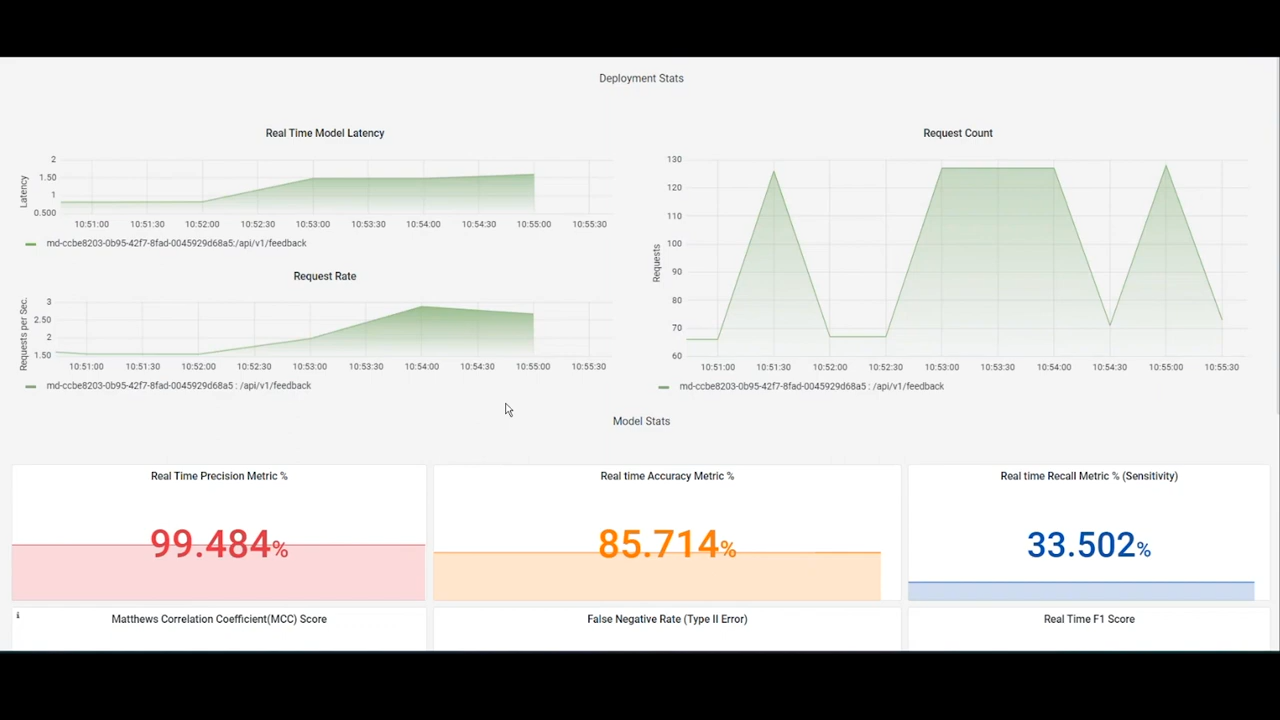 Deployment Stats
Real Time Model Latency
Latency
2
1.50
1
0.500
10:51:00 10:51:30 10:52:00 10:52:30 10:53:00 10:53:30 10:54:00 10:54:30 10:55:00 10:55:30
md-ccbe8203-0b95-42f7-8fad-0045929d68a5:/api/v1/feedback
Request Rate
Requests per Sec.
3
2.50
2
1.50
10:51:00 10:51:30 10:52:00 10:52:30 10:53:00 10:53:30 10:54:00 10:54:30 10:55:00 10:55:30
md-ccbe8203-0b95-42f7-8fad-0045929d68a5 : /api/v1/feedback
Request Count
Requests
130
120
110
100
90
80
70
60
10:51:00 10:51:30 10:52:00 10:52:30 10:53:00 10:53:30 10:54:00 10:54:30 10:55:00 10:55:30
md-ccbe8203-0b95-42f7-8fad-0045929d68a5 : /api/v1/feedback
Model Stats
Real Time Precision Metric %
99.484%
Real time Accuracy Metric %
85.714%
Real time Recall Metric % (Sensitivity)
33.502%
i
Matthews Correlation Coefficient(MCC) Score
False Negative Rate (Type II Error)
Real Time F1 Score